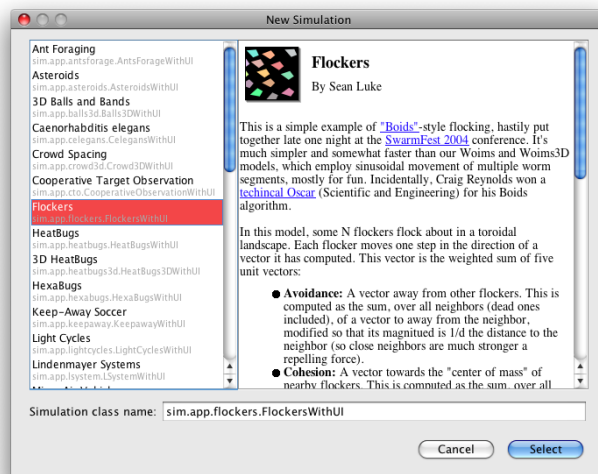 New Simulation
Ant Foraging
sim.app.antsforage.AntsForageWithUI
Asteroids
sim.app.asteroids.AsteroidsWithUI
3D Balls and Bands
sim.app.balls3d.Balls3DWithUI
Caenorhabditis elegans
sim.app.celegans.CelegansWithUI
Crowd Spacing
sim.app.crowd3d.Crowd3DWithUI
Cooperative Target Observation
sim.app.cto.CooperativeObservationWithUI
Flockers
sim.app.flockers.FlockersWithUI
HeatBugs
sim.app.heatbugs.HeatBugsWithUI
3D HeatBugs
sim.app.heatbugs3d.HeatBugs3DWithUI
HexaBugs
sim.app.hexabugs.HexaBugsWithUI
Keep-Away Soccer
sim.app.keepaway.KeepawayWithUI
Light Cycles
sim.app.lightcycles.LightCyclesWithUI
Lindenmayer Systems
sim.app.lsystem.LSystemWithUI
Flockers
By Sean Luke
This is a simple example of "Boids"-style flocking, hastily put
together late one night at the SwarmFest 2004 conference. It's
much simpler and somewhat faster than our Woims and Woims3D
models, which employ sinusoidal movement of multiple worm
segments, mostly for fun. Incidentally, Craig Reynolds won a
techincal Oscar (Scientific and Engineering) for his Boids
algorithm.
In this model, some N flockers flock about in a toroidal
landscape. Each flocker moves one step in the direction of a
vector it has computed. This vector is the weighted sum of five
unit vectors:
● Avoidance: A vector away from other flockers. This is
computed as the sum, over all neighbors (dead ones
included), of a vector to away from the neighbor,
modified so that its magnitued is 1/d the distance to the
neighbor (so close neighbors are much stronger a
repelling force).
● Cohesion: A vector towards the "center of mass" of
nearby flockers. This is computed as the sum, over all
Simulation class name: sim.app.flockers.FlockersWithUI
Cancel Select